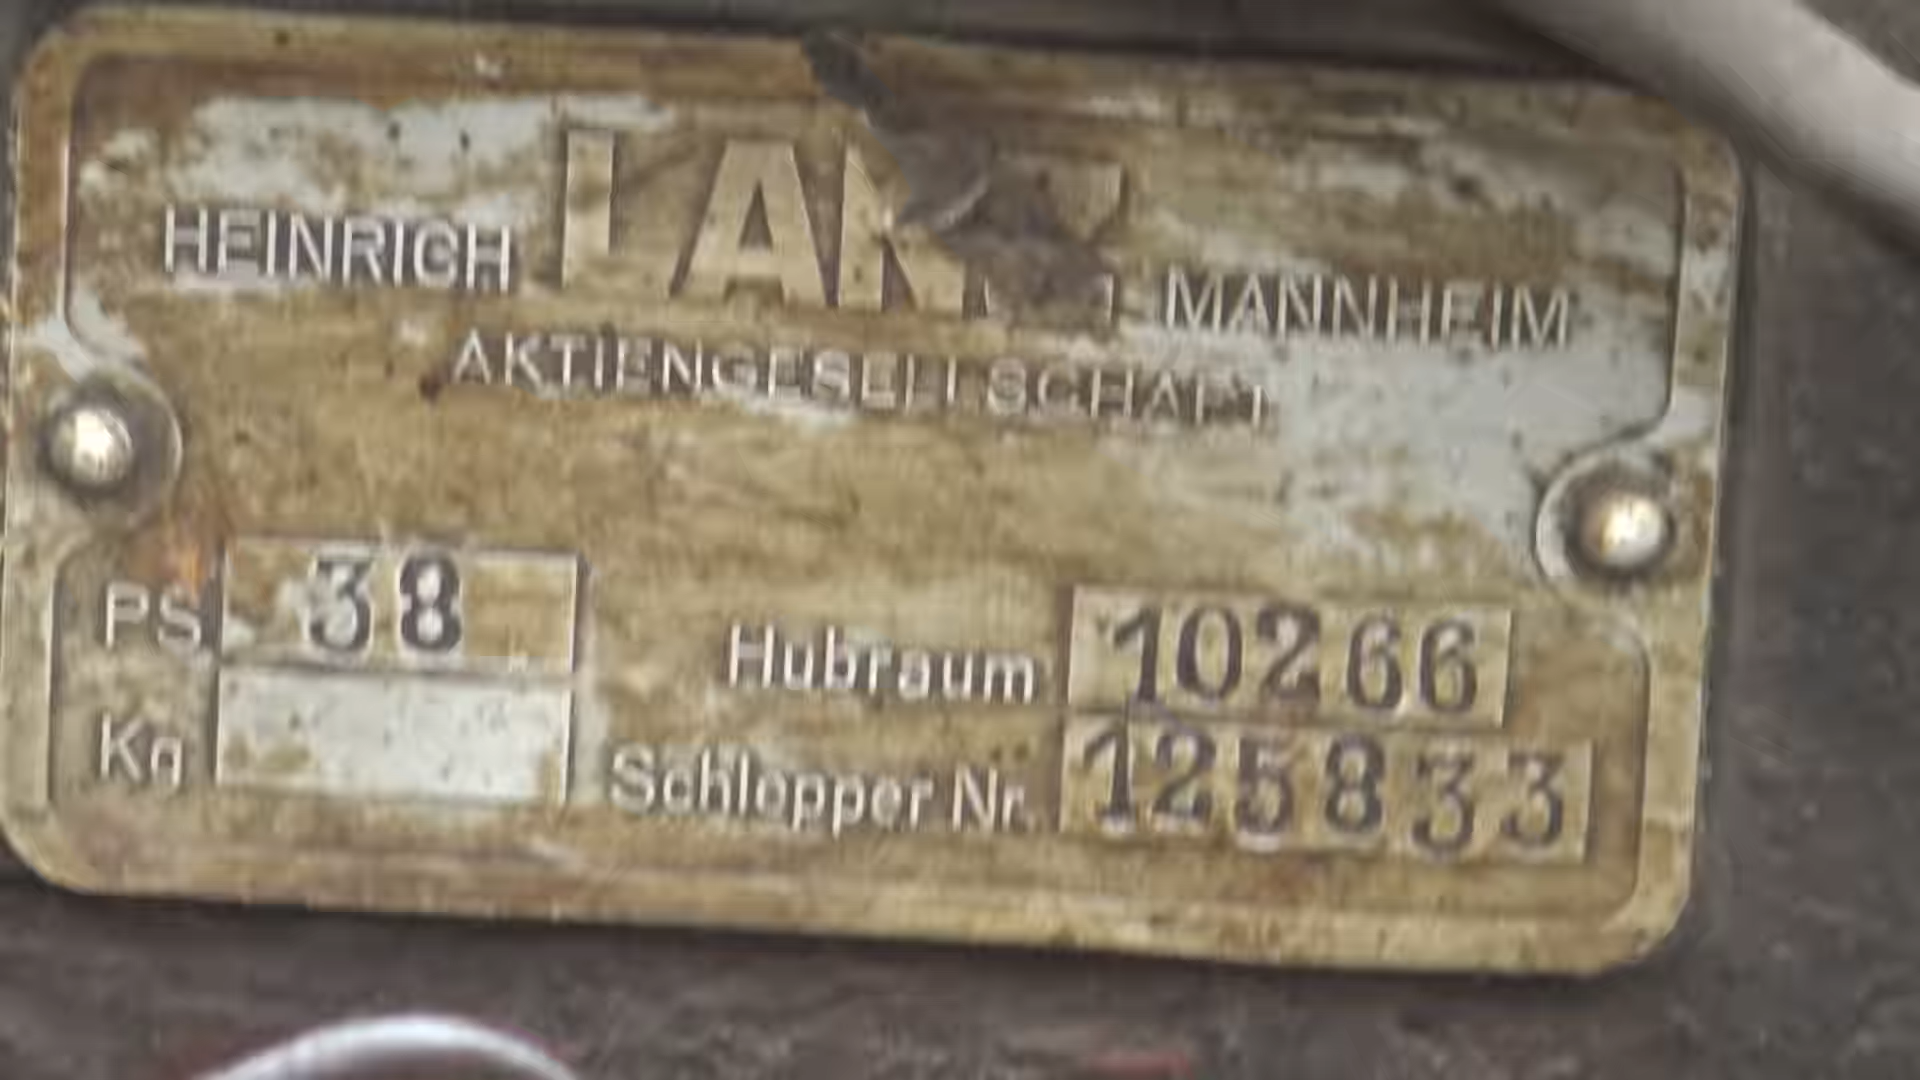 HEINRICH LANZ MANNHEIM
AKTIENGESELLSCHAFT
PS 38
Hubraum 10266
Kg
Schlepper Nr. 125833